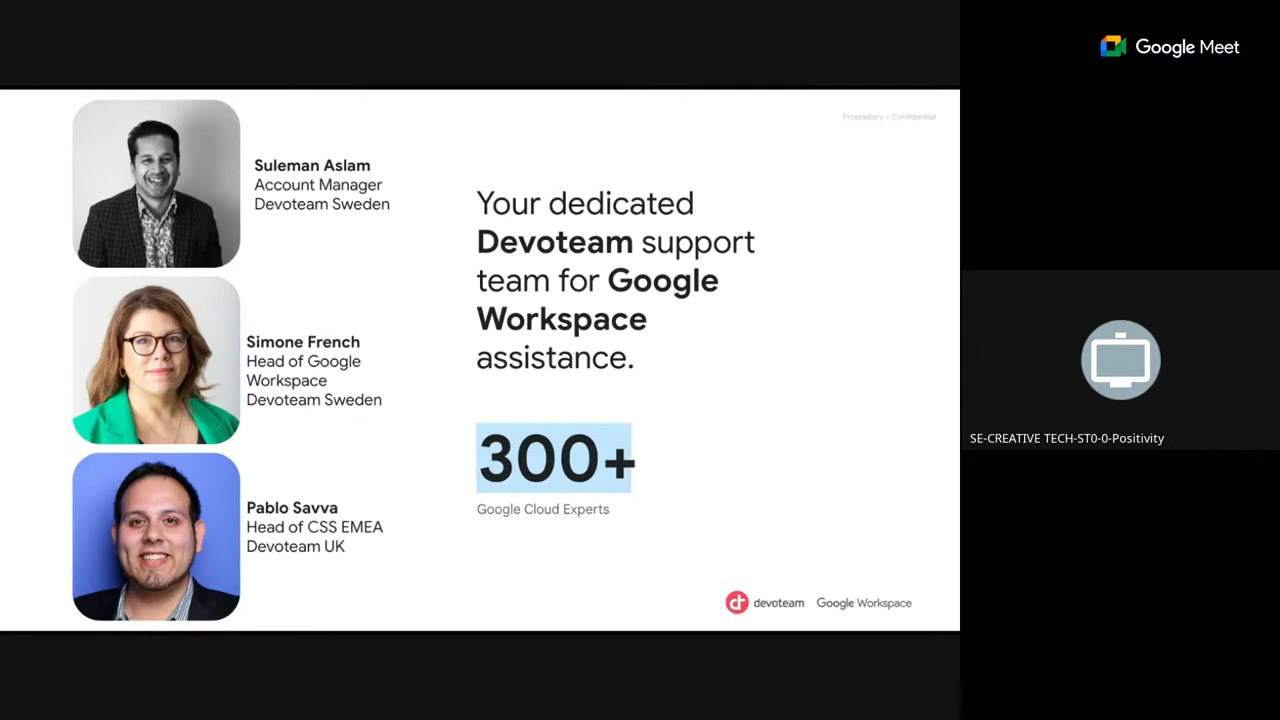 Google Meet
Proprietary + Confidential
Suleman Aslam
Account Manager
Devoteam Sweden
Simone French
Head of Google
Workspace
Devoteam Sweden
Pablo Savva
Head of CSS EMEA
Devoteam UK
Your dedicated
Devoteam support
team for Google
Workspace
assistance.
300+
Google Cloud Experts
devoteam Google Workspace
SE-CREATIVE TECH-ST0-0-Positivity